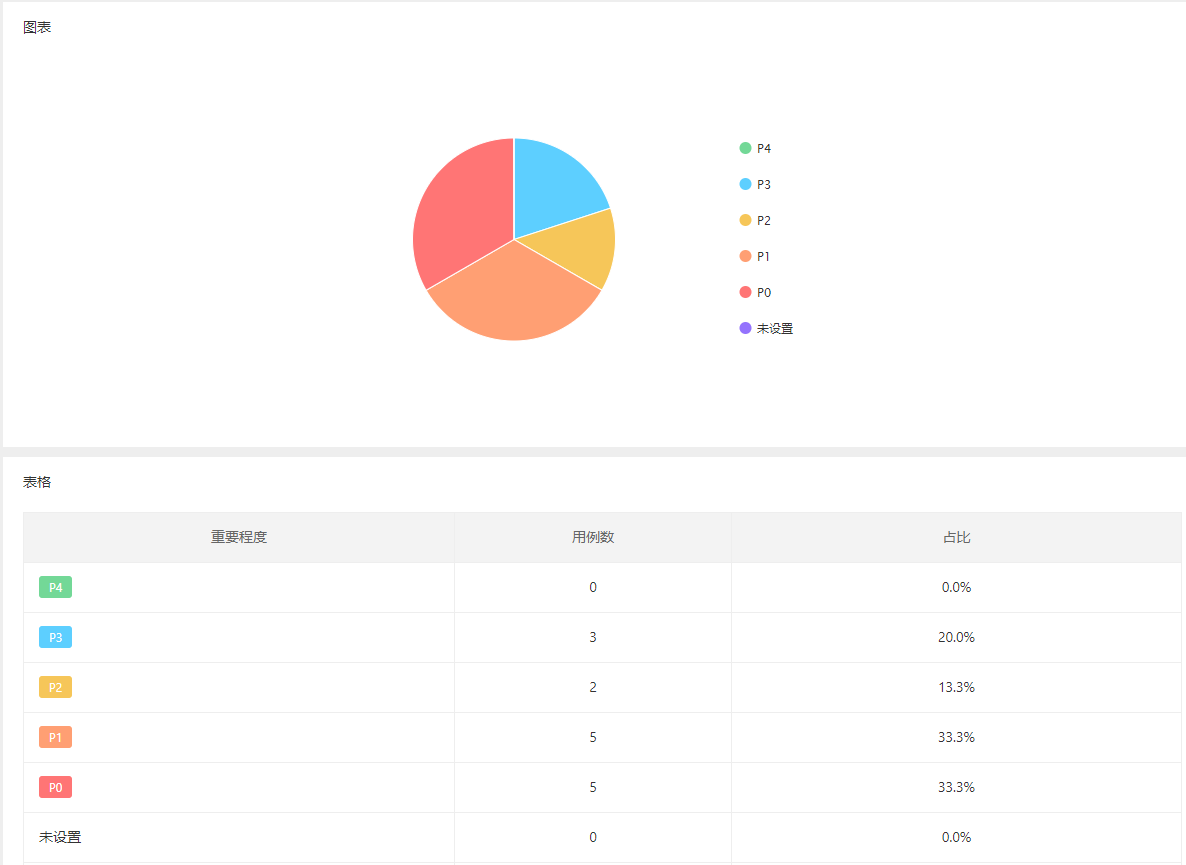 图表
P4
P3
P2
P1
P0
未设置
表格
重要程度 用例数 占比
P4 0 0.0%
P3 3 20.0%
P2 2 13.3%
P1 5 33.3%
P0 5 33.3%
未设置 0 0.0%